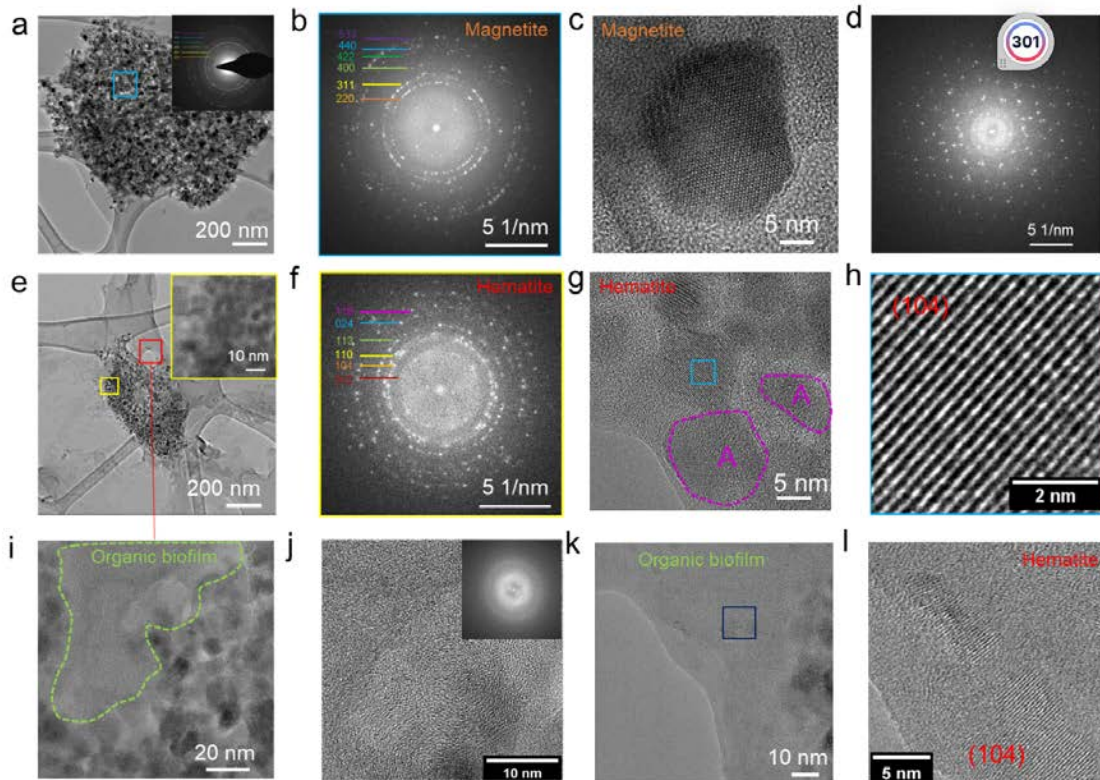 a
200 nm
b
Magnetite
440
422
400
311
220
5 1/nm
c
Magnetite
5 nm
d
301
5 1/nm
e
10 nm
200 nm
f
Hematite
024
113
110
104
5 1/nm
g
Hematite
A
A
5 nm
h
(104)
2 nm
i
Organic biofilm
20 nm
j
10 nm
k
Organic biofilm
10 nm
l
Hematite
(104)
5 nm